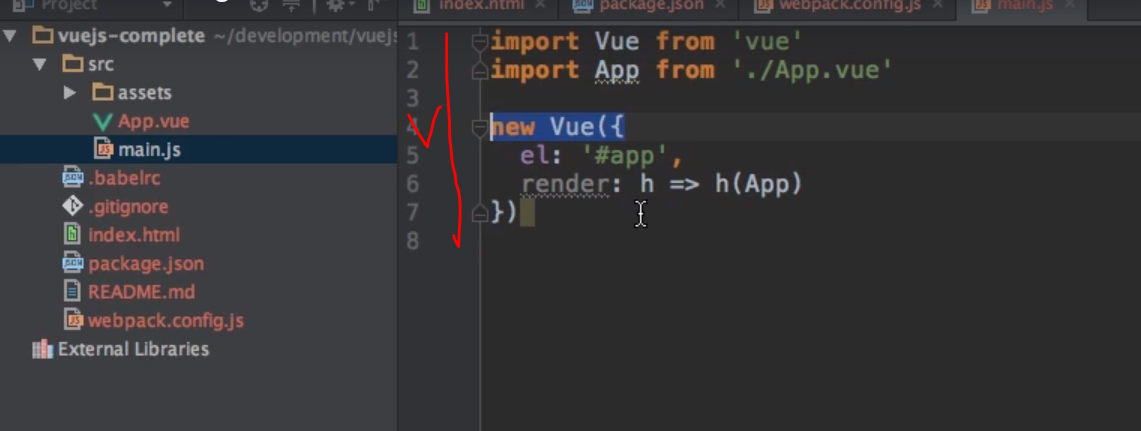 Project
index.html
package.json
webpack.config.js
main.js
vuejs-complete ~/development/vuejs
src
assets
App.vue
main.js
.babelrc
.gitignore
index.html
package.json
README.md
webpack.config.js
External Libraries
1 import Vue from 'vue'
2 import App from './App.vue'
3
4 new Vue({
5 el: '#app',
6 render: h => h(App)
7 })
8